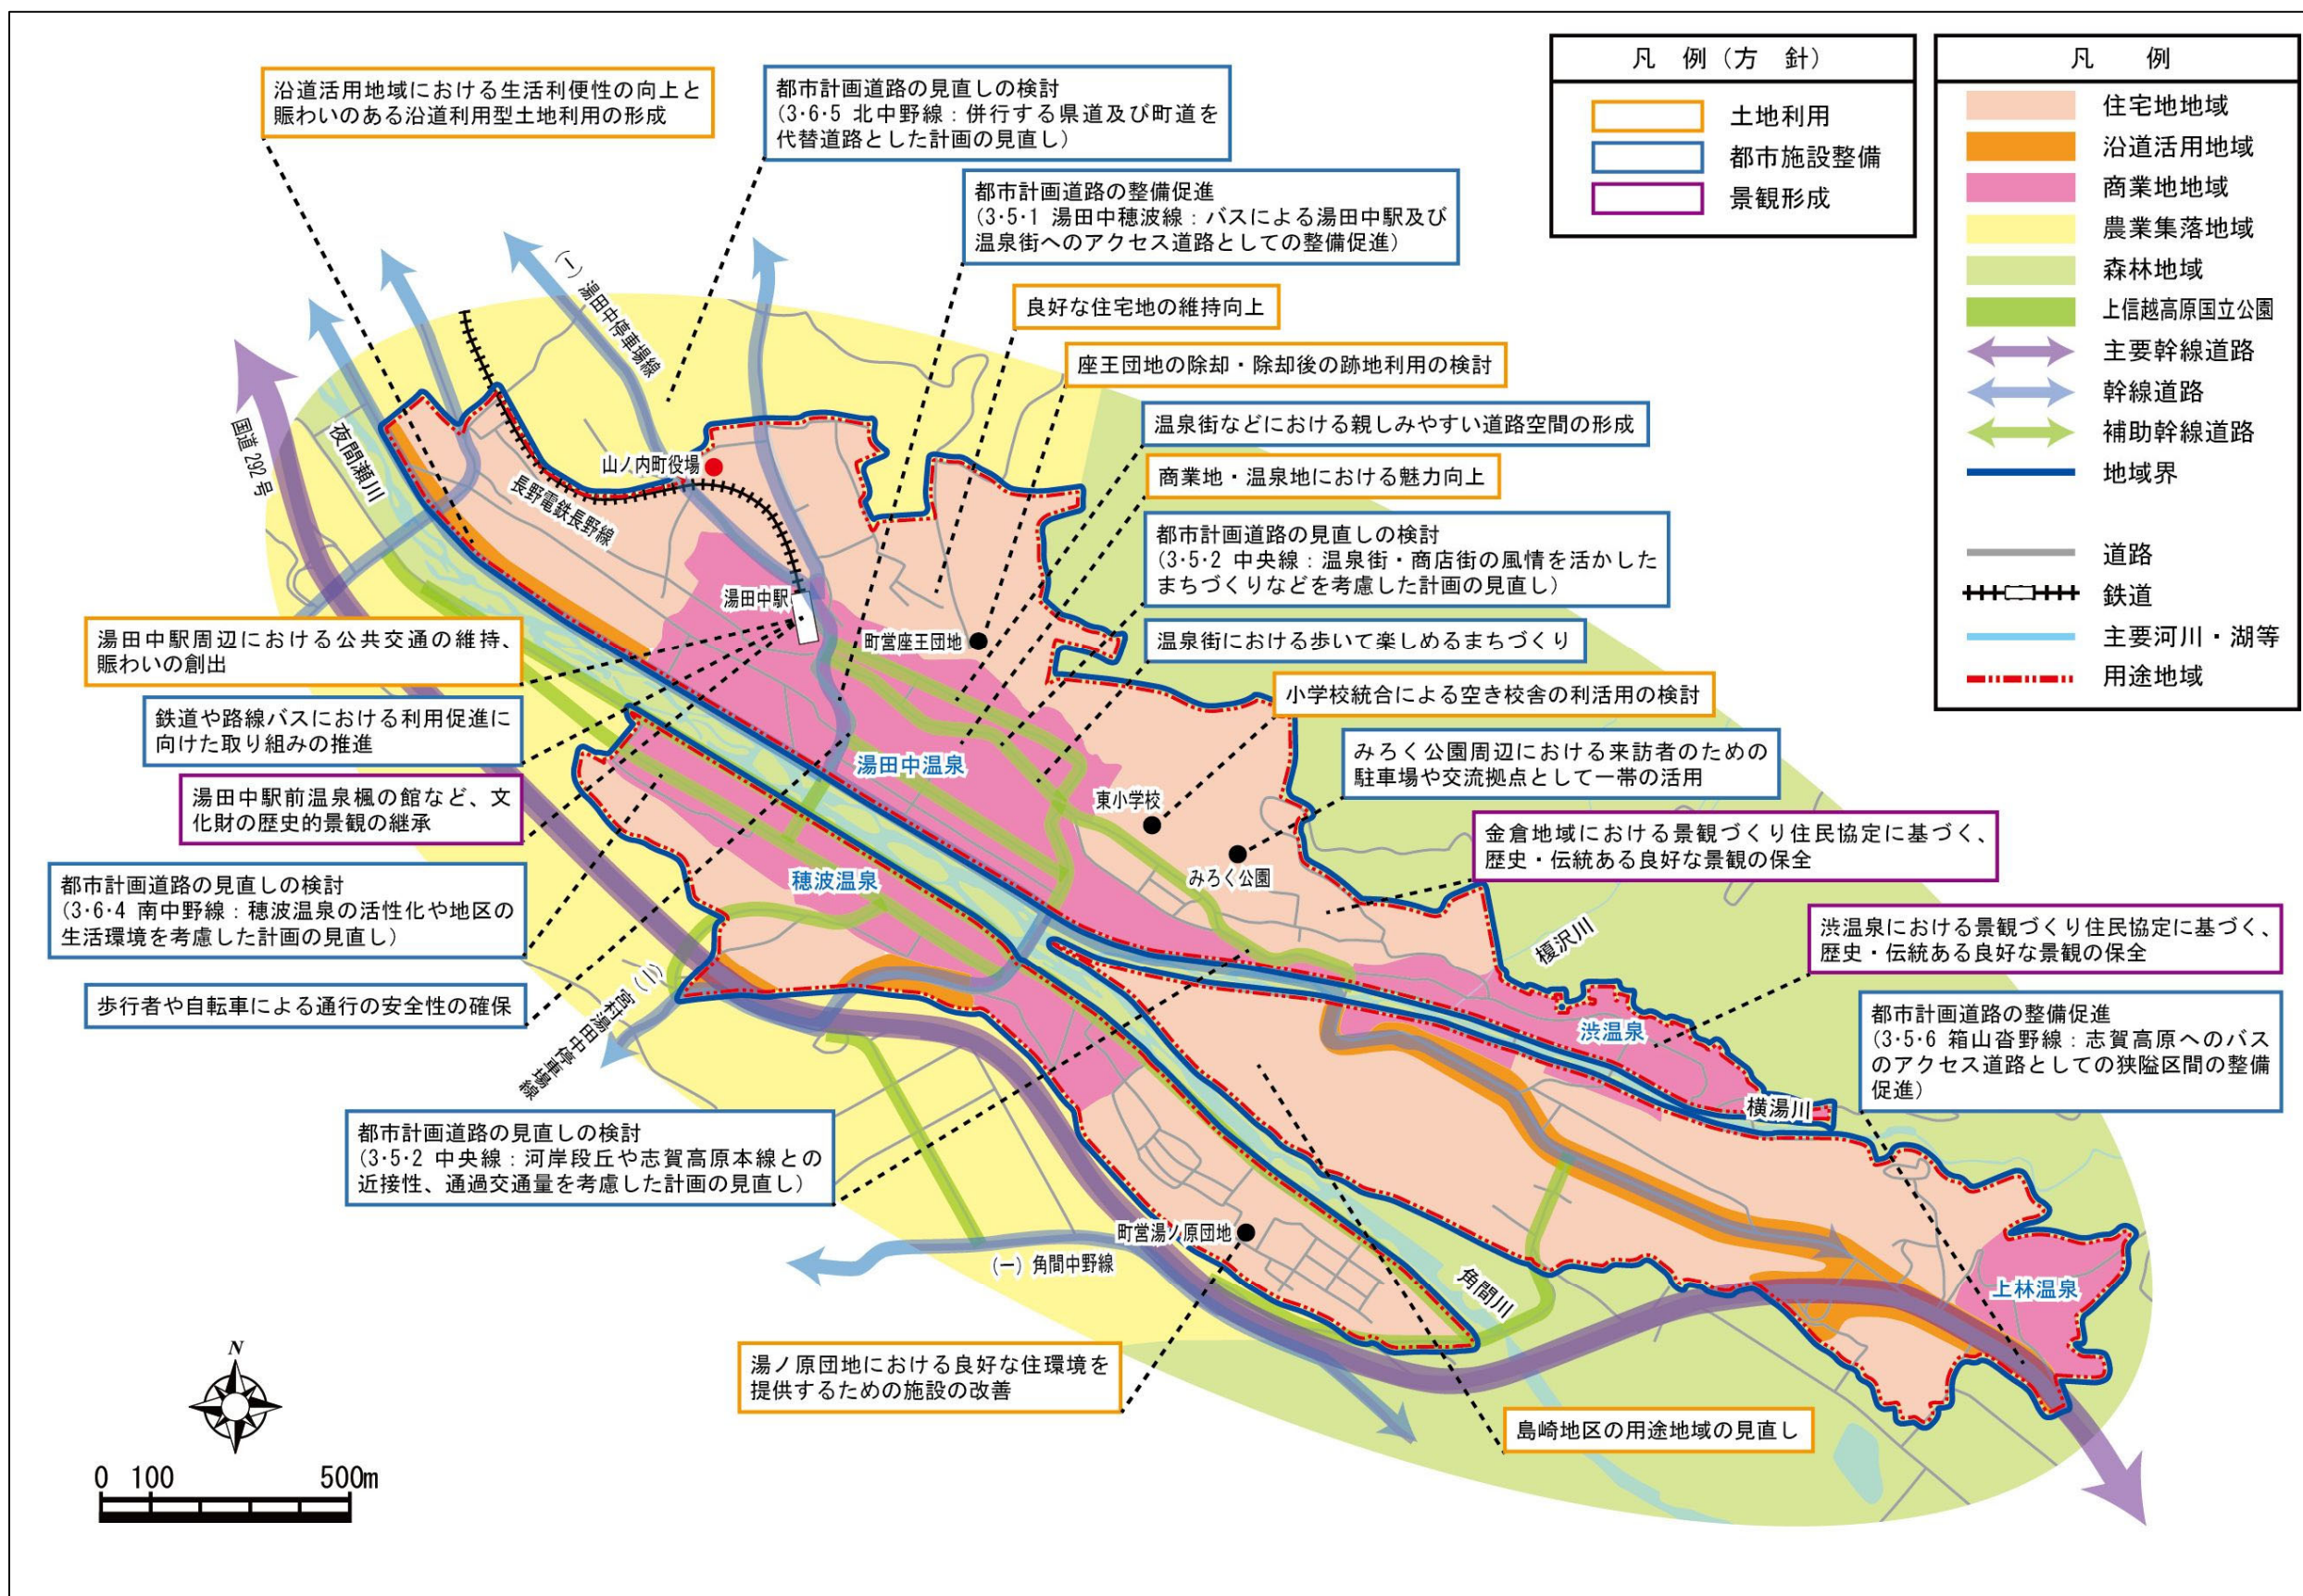 沿道活用地域における生活利便性の向上と
賑わいのある沿道利用型土地利用の形成
都市計画道路の見直しの検討
(3・6・5 北中野線：併行する県道及び町道を
代替道路とした計画の見直し)
都市計画道路の整備促進
(3・5・1 湯田中穂波線：バスによる湯田中駅及び
温泉街へのアクセス道路としての整備促進)
良好な住宅地の維持向上
座王団地の除却・除却後の跡地利用の検討
温泉街などにおける親しみやすい道路空間の形成
商業地・温泉地における魅力向上
都市計画道路の見直しの検討
(3・5・2 中央線：温泉街・商店街の風情を活かした
まちづくりなどを考慮した計画の見直し)
温泉街における歩いて楽しめるまちづくり
小学校統合による空き校舎の利活用の検討
みろく公園周辺における来訪者のための
駐車場や交流拠点として一帯の活用
金倉地域における景観づくり住民協定に基づく、
歴史・伝統ある良好な景観の保全
渋温泉における景観づくり住民協定に基づく、
歴史・伝統ある良好な景観の保全
都市計画道路の整備促進
(3・5・6 箱山沓野線：志賀高原へのバス
のアクセス道路としての狭隘区間の整備
促進)
湯田中駅周辺における公共交通の維持、
賑わいの創出
鉄道や路線バスにおける利用促進に
向けた取り組みの推進
湯田中駅前温泉楓の館など、文
化財の歴史的景観の継承
都市計画道路の見直しの検討
(3・6・4 南中野線：穂波温泉の活性化や地区の
生活環境を考慮した計画の見直し)
歩行者や自転車による通行の安全性の確保
都市計画道路の見直しの検討
(3・5・2 中央線：河岸段丘や志賀高原本線との
近接性、通過交通量を考慮した計画の見直し)
湯ノ原団地における良好な住環境を
提供するための施設の改善
島崎地区の用途地域の見直し
凡 例(方 針)
土地利用
都市施設整備
景観形成
凡 例
住宅地地域
沿道活用地域
商業地地域
農業集落地域
森林地域
上信越高原国立公園
主要幹線道路
幹線道路
補助幹線道路
地域界
道路
鉄道
主要河川・湖等
用途地域
(一)湯田中停車場線
国道 292 号
夜間瀬川
山ノ内町役場
長野電鉄長野線
湯田中駅
町営座王団地
湯田中温泉
東小学校
みろく公園
穂波温泉
榎沢川
渋温泉
横湯川
(三)宮村湯田中停車場線
町営湯ノ原団地
(一)角間中野線
角間川
上林温泉
N
0 100 500m